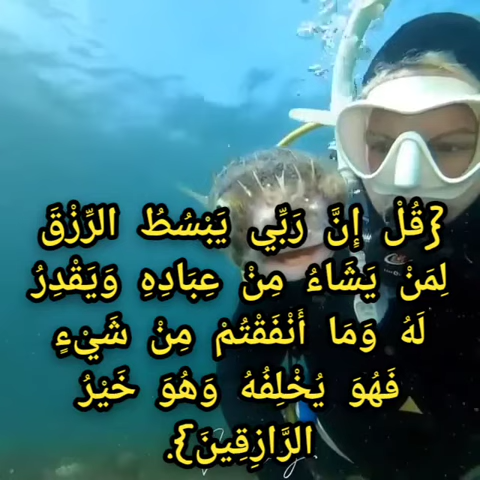 {قُلْ إِنَّ رَبِّي يَبْسُطُ الرِّزْقَ
لِمَنْ يَشَاءُ مِنْ عِبَادِهِ وَيَقْدِرُ
لَهُ وَمَا أَنْفَقْتُمْ مِنْ شَيْءٍ
فَهُوَ يُخْلِفُهُ وَهُوَ خَيْرُ
الرَّازِقِينَ}.